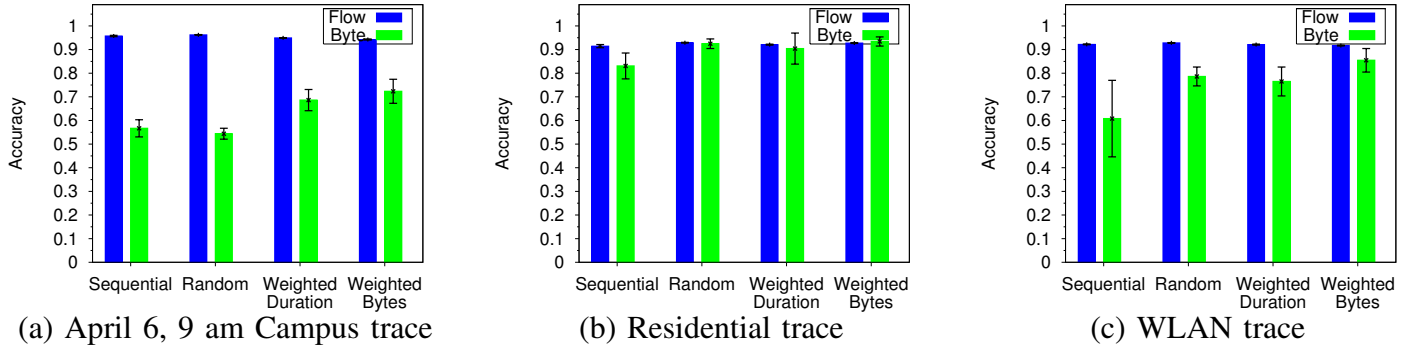 Accuracy
1
0.9
0.8
0.7
0.6
0.5
0.4
0.3
0.2
0.1
0
Flow
Byte
Sequential Random Weighted Duration Weighted Bytes
(a) April 6, 9 am Campus trace
Accuracy
1
0.9
0.8
0.7
0.6
0.5
0.4
0.3
0.2
0.1
0
Flow
Byte
Sequential Random Weighted Duration Weighted Bytes
(b) Residential trace
Accuracy
1
0.9
0.8
0.7
0.6
0.5
0.4
0.3
0.2
0.1
0
Flow
Byte
Sequential Random Weighted Duration Weighted Bytes
(c) WLAN trace